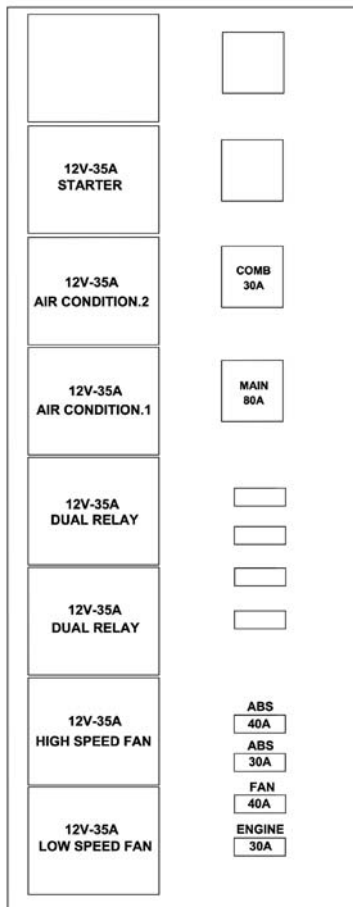 12V-35A
STARTER
12V-35A
AIR CONDITION.2
12V-35A
AIR CONDITION.1
12V-35A
DUAL RELAY
12V-35A
DUAL RELAY
12V-35A
HIGH SPEED FAN
12V-35A
LOW SPEED FAN
COMB
30A
MAIN
80A
ABS
40A
ABS
30A
FAN
40A
ENGINE
30A